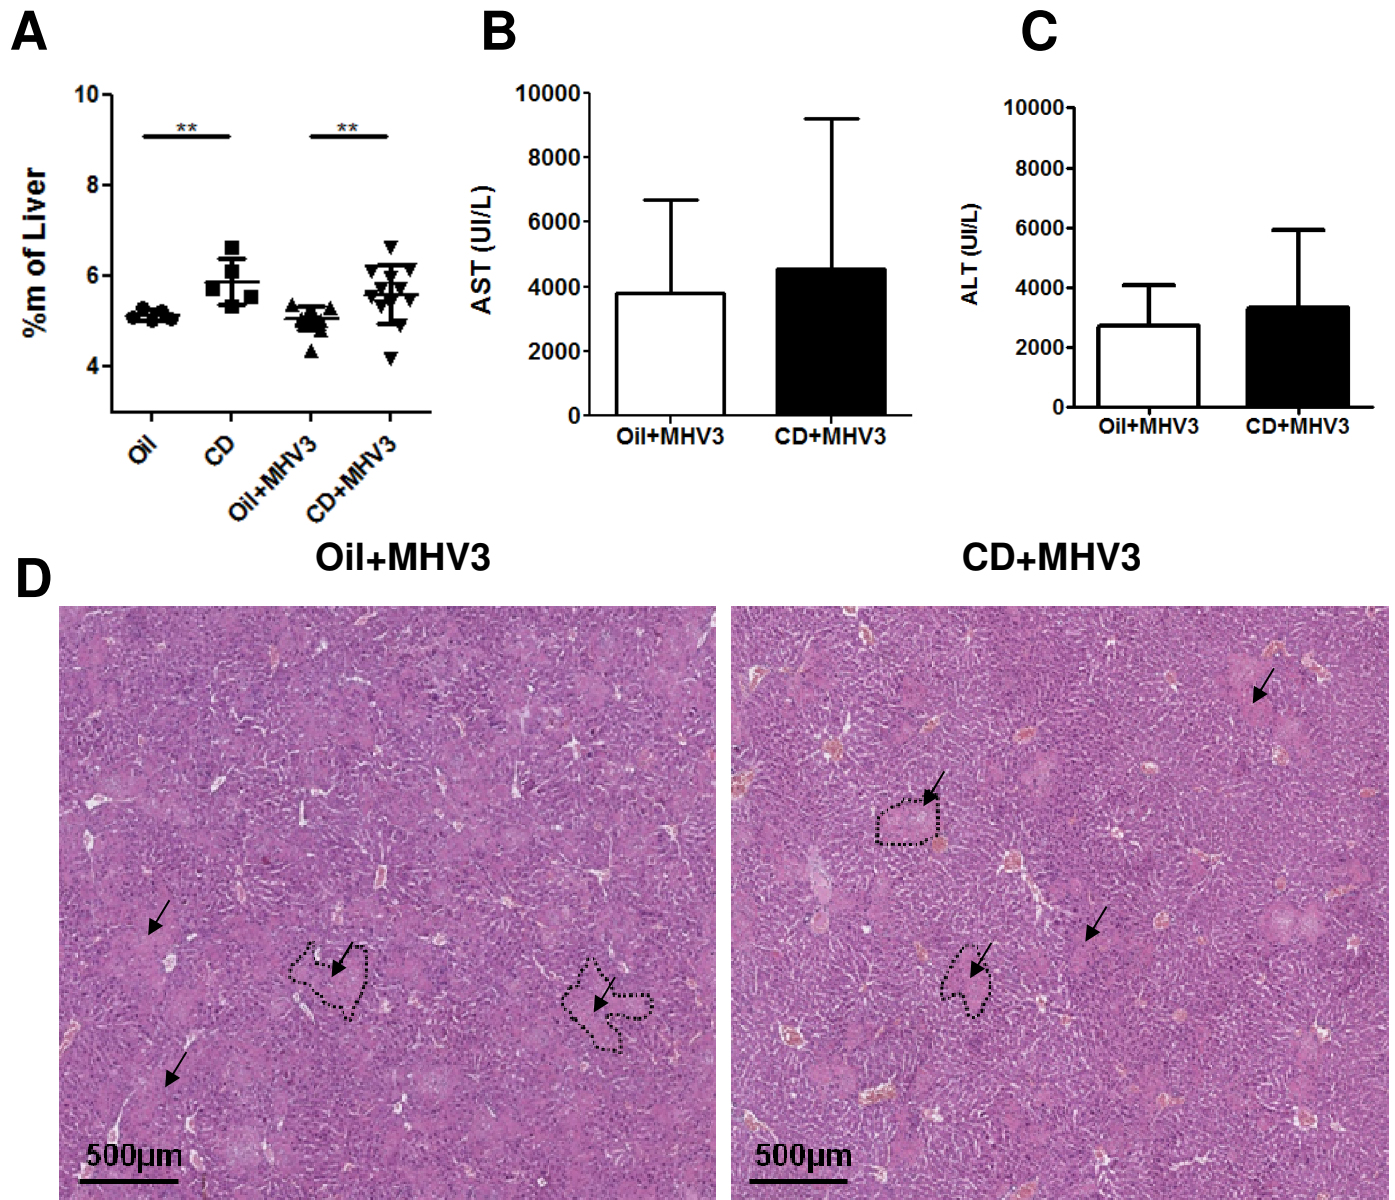 A
B
C
10
8
6
4
%m of Liver
**
**
Oil
CD
Oil+MHV3
CD+MHV3
10000
8000
6000
4000
2000
0
AST (UI/L)
Oil+MHV3
CD+MHV3
10000
8000
6000
4000
2000
0
ALT (UI/L)
Oil+MHV3
CD+MHV3
D
Oil+MHV3
CD+MHV3
500µm
500µm